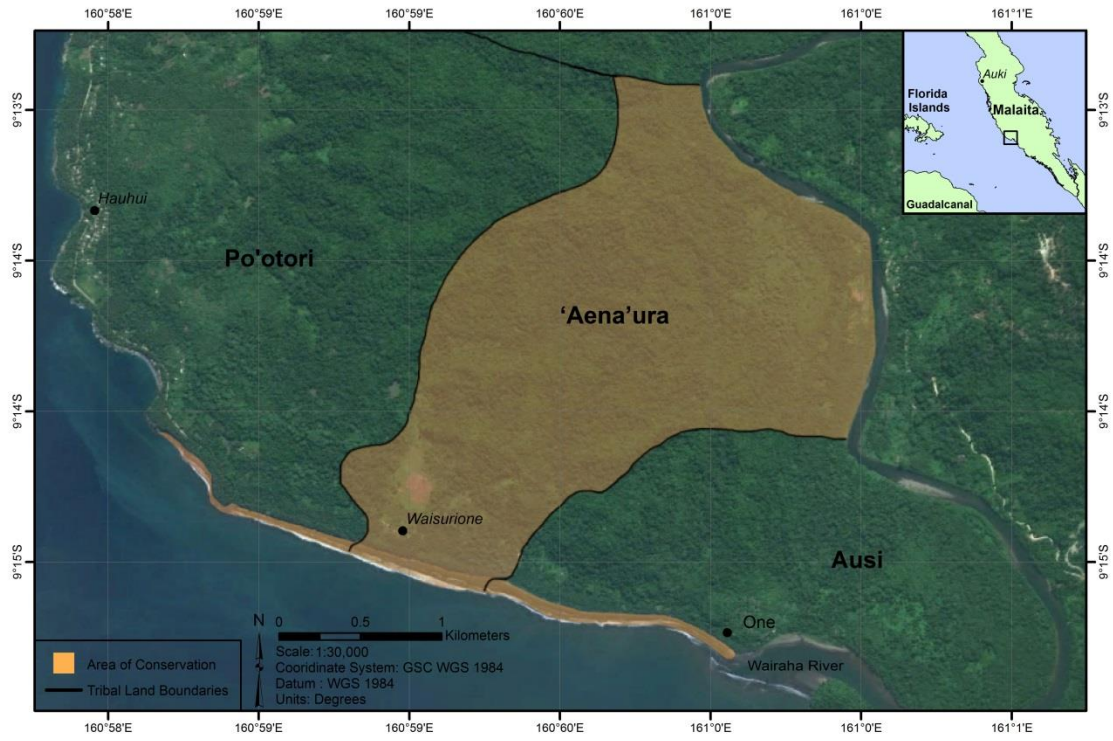 160°58'E 160°59'E 160°59'E 160°60'E 161°0'E 161°0'E 161°1'E
9°13'S 9°13'S
9°14'S 9°14'S
9°14'S 9°14'S
9°15'S 9°15'S
Auki
Florida
Islands
Malaita
Guadalcanal
Hauhui
Po'otori
‘Aena’ura
Waisurione
Ausi
One
Wairaha River
N
0 0.5 1
Kilometers
Scale: 1:30,000
Coordinate System: GSC WGS 1984
Datum : WGS 1984
Units: Degrees
Area of Conservation
Tribal Land Boundaries
160°58'E 160°59'E 160°59'E 160°60'E 161°0'E 161°0'E 161°1'E